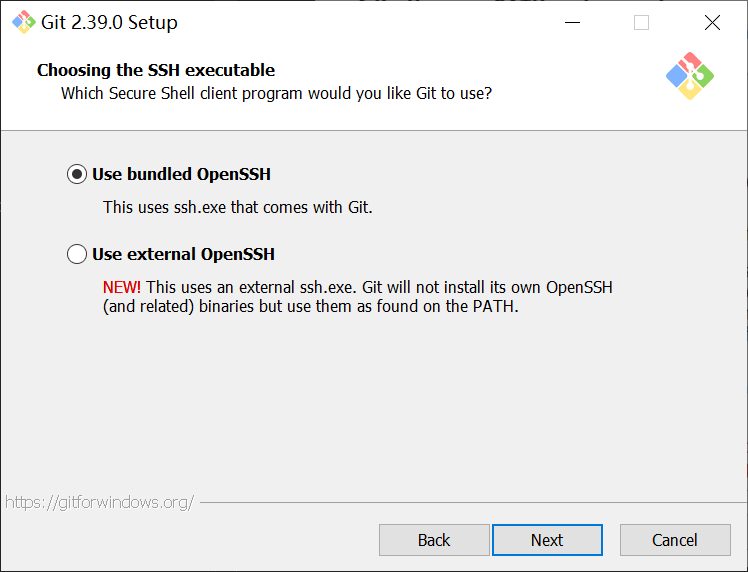 Git 2.39.0 Setup
Choosing the SSH executable
Which Secure Shell client program would you like Git to use?
Use bundled OpenSSH
This uses ssh.exe that comes with Git.
Use external OpenSSH
NEW! This uses an external ssh.exe. Git will not install its own OpenSSH
(and related) binaries but use them as found on the PATH.
https://gitforwindows.org/
Back
Next
Cancel